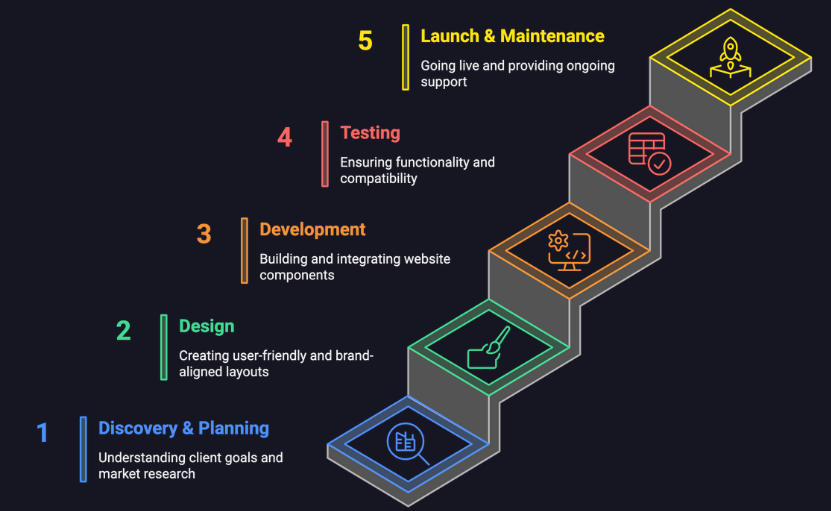 5
Launch & Maintenance
Going live and providing ongoing
support
4
Testing
Ensuring functionality and
compatibility
3
Development
Building and integrating website
components
2
Design
Creating user-friendly and brand-
aligned layouts
1
Discovery & Planning
Understanding client goals and
market research